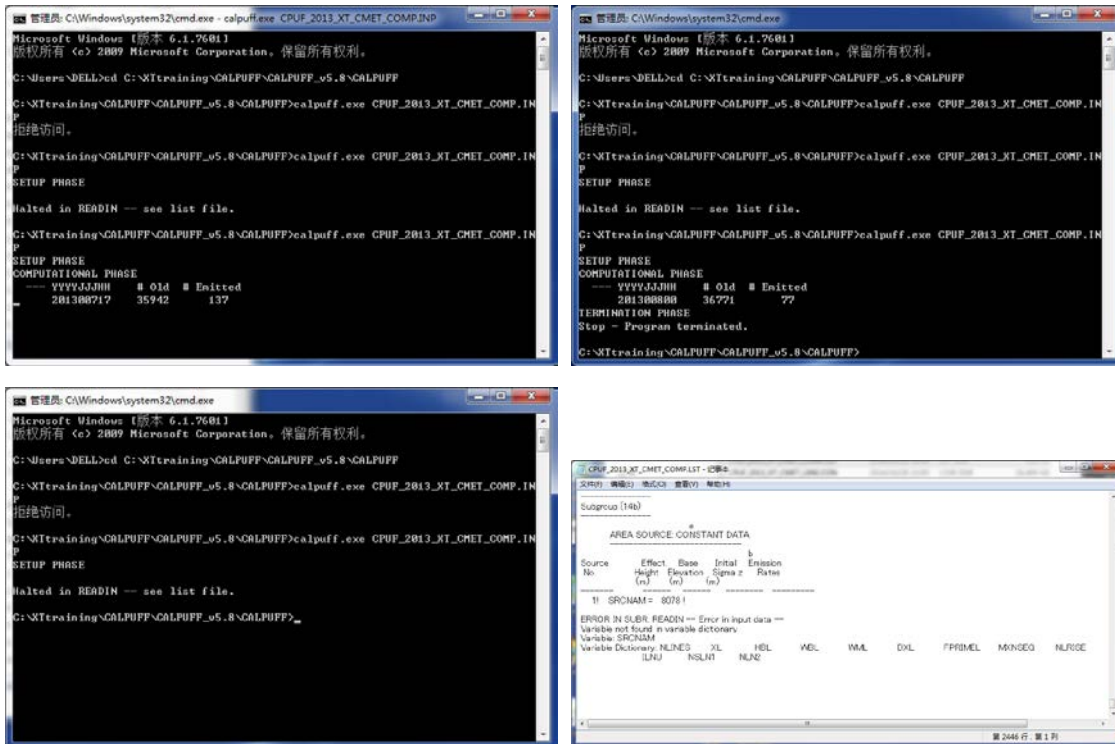 管理员: C:\Windows\system32\cmd.exe - calpuff.exe CPUF_2013_XT_CMET_COMP.INP
Microsoft Windows [版本 6.1.7601]
版权所有 (c) 2009 Microsoft Corporation。保留所有权利。
C:\Users\DELL>cd C:\XTtraining\CALPUFF\CALPUFF_v5.8\CALPUFF
C:\XTtraining\CALPUFF\CALPUFF_v5.8\CALPUFF>calpuff.exe CPUF_2013_XT_CMET_COMP.IN
P
拒绝访问。
C:\XTtraining\CALPUFF\CALPUFF_v5.8\CALPUFF>calpuff.exe CPUF_2013_XT_CMET_COMP.IN
P
SETUP PHASE
Halted in READIN -- see list file.
C:\XTtraining\CALPUFF\CALPUFF_v5.8\CALPUFF>calpuff.exe CPUF_2013_XT_CMET_COMP.IN
P
SETUP PHASE
COMPUTATIONAL PHASE
--- YYYYJJJHH # Old # Emitted
201300717 35942 137
管理员: C:\Windows\system32\cmd.exe
Microsoft Windows [版本 6.1.7601]
版权所有 (c) 2009 Microsoft Corporation。保留所有权利。
C:\Users\DELL>cd C:\XTtraining\CALPUFF\CALPUFF_v5.8\CALPUFF
C:\XTtraining\CALPUFF\CALPUFF_v5.8\CALPUFF>calpuff.exe CPUF_2013_XT_CMET_COMP.IN
P
拒绝访问。
C:\XTtraining\CALPUFF\CALPUFF_v5.8\CALPUFF>calpuff.exe CPUF_2013_XT_CMET_COMP.IN
P
SETUP PHASE
Halted in READIN -- see list file.
C:\XTtraining\CALPUFF\CALPUFF_v5.8\CALPUFF>calpuff.exe CPUF_2013_XT_CMET_COMP.IN
P
SETUP PHASE
COMPUTATIONAL PHASE
--- YYYYJJJHH # Old # Emitted
201300800 36771 77
TERMINATION PHASE
Stop - Program terminated.
C:\XTtraining\CALPUFF\CALPUFF_v5.8\CALPUFF>
管理员: C:\Windows\system32\cmd.exe
Microsoft Windows [版本 6.1.7601]
版权所有 (c) 2009 Microsoft Corporation。保留所有权利。
C:\Users\DELL>cd C:\XTtraining\CALPUFF\CALPUFF_v5.8\CALPUFF
C:\XTtraining\CALPUFF\CALPUFF_v5.8\CALPUFF>calpuff.exe CPUF_2013_XT_CMET_COMP.IN
P
拒绝访问。
C:\XTtraining\CALPUFF\CALPUFF_v5.8\CALPUFF>calpuff.exe CPUF_2013_XT_CMET_COMP.IN
P
SETUP PHASE
Halted in READIN -- see list file.
C:\XTtraining\CALPUFF\CALPUFF_v5.8\CALPUFF>_
CPUF_2013_XT_CMET_COMP.LST - 记事本
文件(F) 编辑(E) 格式(O) 查看(V) 帮助(H)
Subgroup (14b)
a
AREA SOURCE: CONSTANT DATA
b
Source Effect. Base Initial Emission
No. Height Elevation Sigma z Rates
(m) (m) (m)
1! SRCNAM = 8078 !
ERROR IN SUBR. READIN -- Error in input data --
Variable not found in variable dictionary
Variable: SRCNAM
Variable Dictionary: NLINES XL HBL WBL WML DXL FPRIMEL MXNSEG NLRISE
ILNU NSLN1 NLN2
第 2446 行，第 1 列